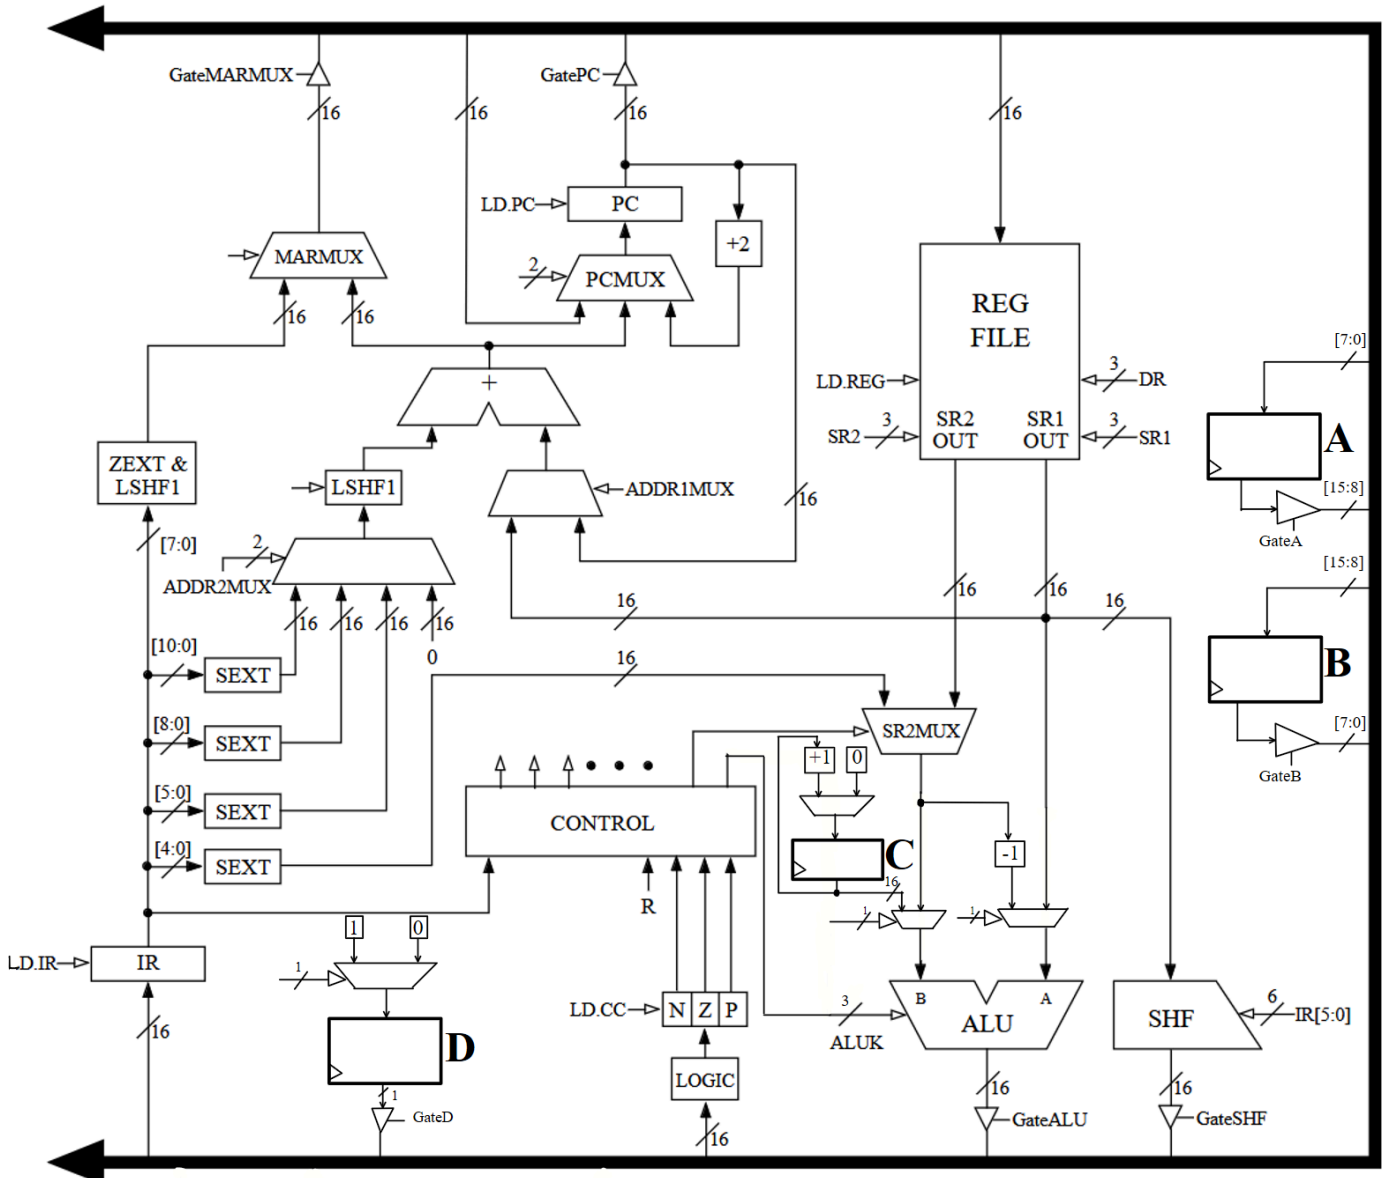 GateMARMUX
16
16
GatePC
16
16
LD.PC
PC
+2
MARMUX
2
PCMUX
16
16
REG
FILE
[7:0]
+
LD.REG
3
DR
3
SR2
SR2
OUT
SR1
OUT
3
SR1
A
ZEXT &
LSHF1
LSHF1
ADDR1MUX
16
[15:8]
GateA
[7:0]
2
ADDR2MUX
[15:8]
16
16
16
16
0
16
16
16
16
[10:0]
SEXT
16
B
[8:0]
SEXT
SR2MUX
[7:0]
GateB
+1
0
[5:0]
SEXT
CONTROL
C
-1
[4:0]
SEXT
16
R
1
0
1
1
LD.IR
IR
1
B
A
LD.CC
N
Z
P
3
ALUK
ALU
SHF
6
IR[5:0]
16
D
LOGIC
1
GateD
16
16
GateALU
16
GateSHF